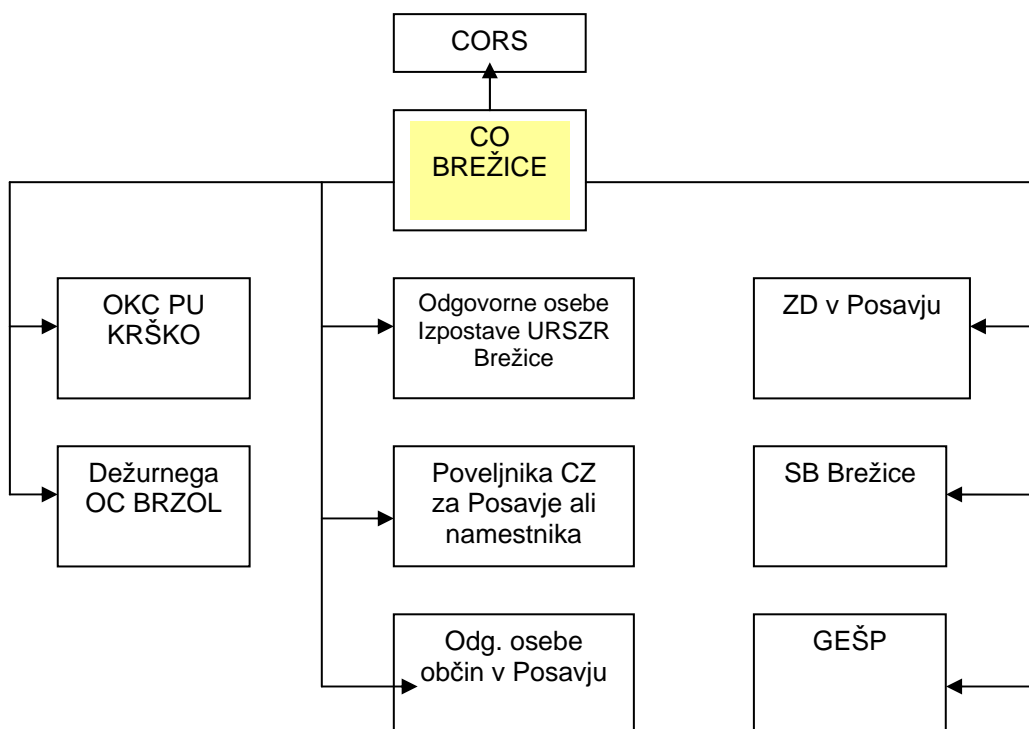 CORS
CO
BREŽICE
OKC PU
KRŠKO
Odgovorne osebe
Izpostave URSZR
Brežice
ZD v Posavju
Dežurnega
OC BRZOL
Poveljnika CZ
za Posavje ali
namestnika
SB Brežice
Odg. osebe
občin v Posavju
GEŠP